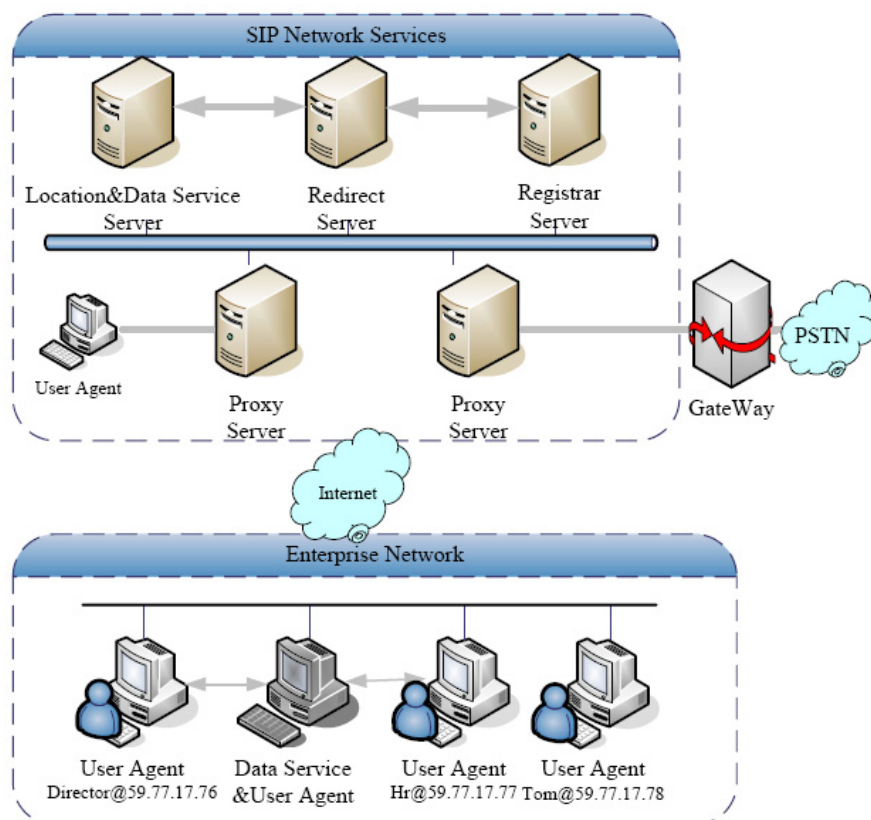 SIP Network Services
Location&Data Service
Server
Redirect
Server
Registrar
Server
User Agent
Proxy
Server
Proxy
Server
GateWay
PSTN
Internet
Enterprise Network
User Agent
Director@59.77.17.76
Data Service
&User Agent
User Agent
Hr@59.77.17.77
User Agent
Tom@59.77.17.78